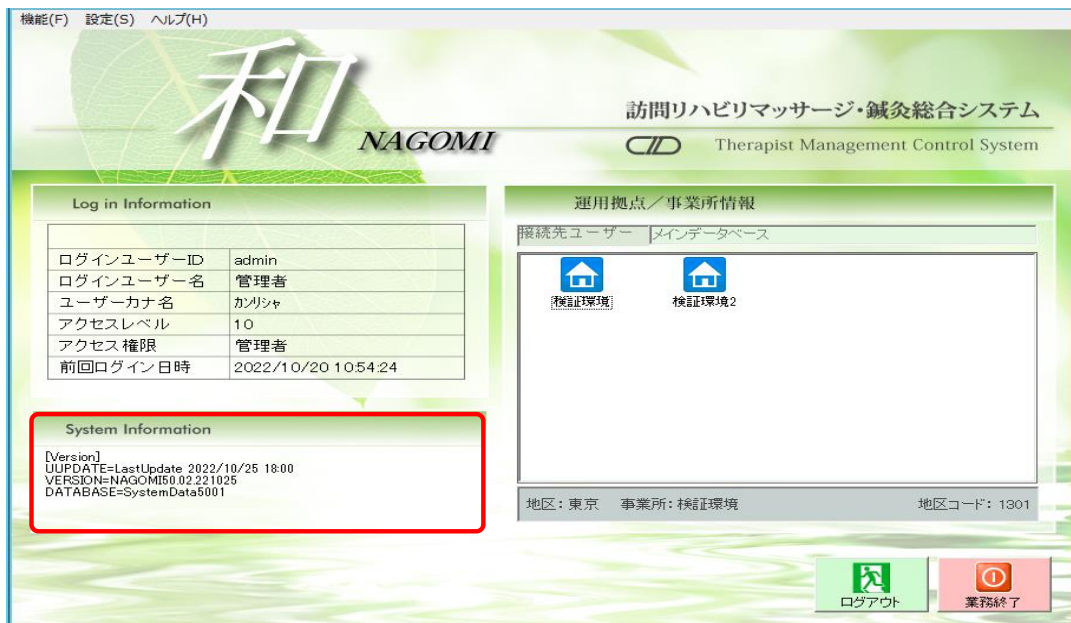 機能(F) 設定(S) ヘルプ(H)
和
NAGOMI
訪問リハビリマッサージ・鍼灸総合システム
Therapist Management Control System
Log in Information
ログインユーザーID admin
ログインユーザー名 管理者
ユーザーカナ名 カンリシャ
アクセスレベル 10
アクセス権限 管理者
前回ログイン日時 2022/10/20 10:54:24
System Information
[Version]
UUPDATE=LastUpdate 2022/10/25 18:00
VERSION=NAGOMI50.02.221025
DATABASE=SystemData5001
運用拠点／事業所情報
接続先ユーザー メインデータベース
検証環境 検証環境2
地区：東京 事業所：検証環境 地区コード：1301
ログアウト 業務終了